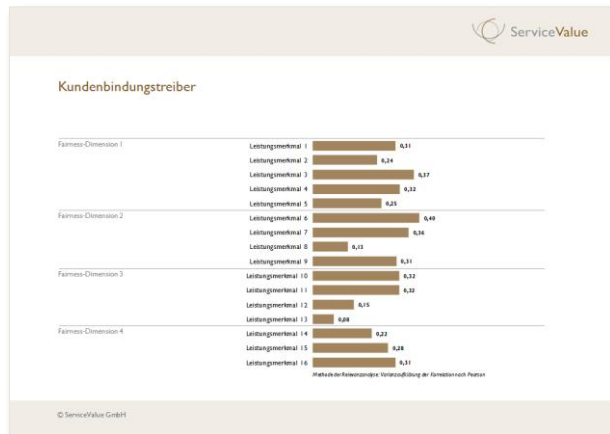 ServiceValue
Kundenbindungstreiber
Fairness-Dimension 1
Leistungsmerkmal 1 0,31
Leistungsmerkmal 2 0,24
Leistungsmerkmal 3 0,37
Leistungsmerkmal 4 0,32
Leistungsmerkmal 5 0,25
Fairness-Dimension 2
Leistungsmerkmal 6 0,40
Leistungsmerkmal 7 0,36
Leistungsmerkmal 8 0,13
Leistungsmerkmal 9 0,31
Fairness-Dimension 3
Leistungsmerkmal 10 0,32
Leistungsmerkmal 11 0,32
Leistungsmerkmal 12 0,15
Leistungsmerkmal 13 0,08
Fairness-Dimension 4
Leistungsmerkmal 14 0,22
Leistungsmerkmal 15 0,28
Leistungsmerkmal 16 0,31
Methode der Relevanzanalyse: Varianzaufklärung der Korrelation nach Pearson
© ServiceValue GmbH